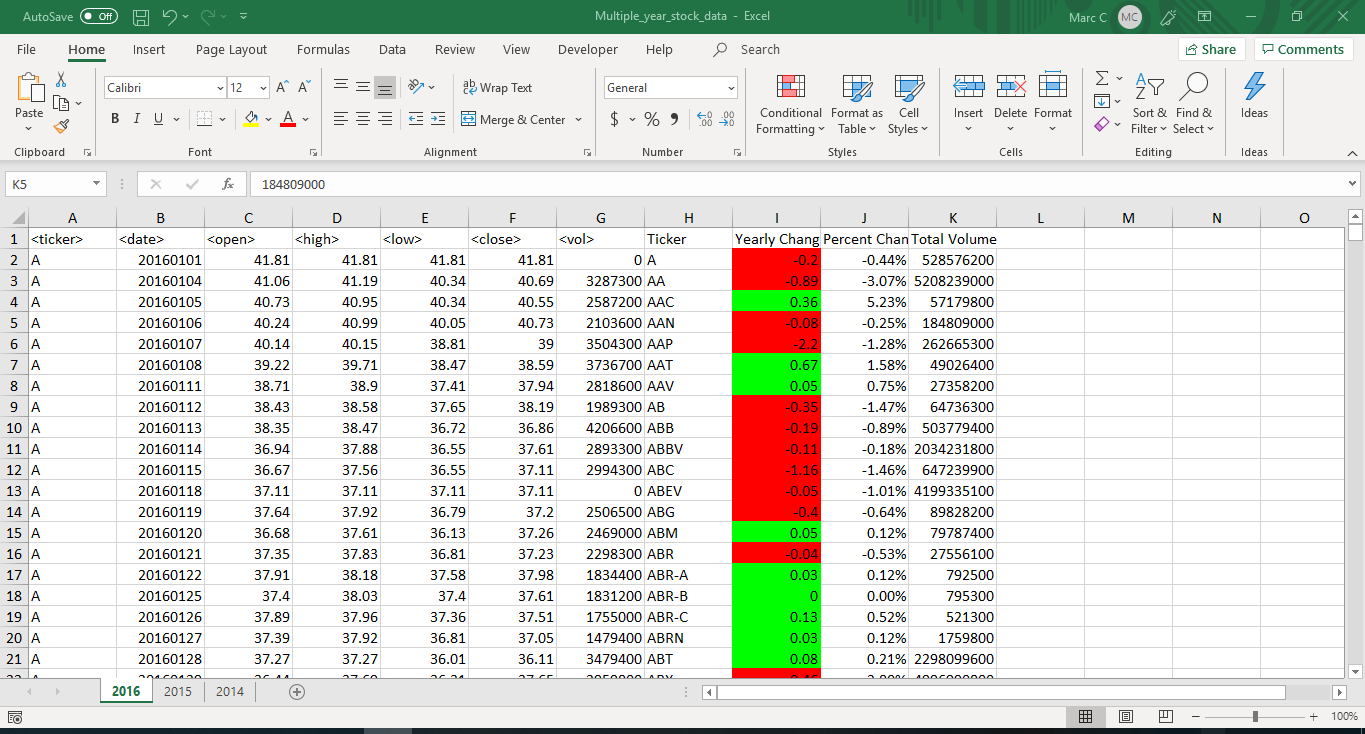 AutoSave Off Multiple_year_stock_data - Excel Marc C MC
File Home Insert Page Layout Formulas Data Review View Developer Help Search Share Comments
Paste Calibri 12 A A ab Wrap Text General Conditional Formatting Format as Table Cell Styles Insert Delete Format Sort & Filter Find & Select Ideas
B I U A Merge & Center $ % 9
Clipboard Font Alignment Number Styles Cells Editing Ideas
K5 fx 184809000
A B C D E F G H I J K L M N O
1 <ticker> <date> <open> <high> <low> <close> <vol> Ticker Yearly Chang Percent Chan Total Volume
2 A 20160101 41.81 41.81 41.81 41.81 0 A -0.2 -0.44% 528576200
3 A 20160104 41.06 41.19 40.34 40.69 3287300 AA -0.89 -3.07% 5208239000
4 A 20160105 40.73 40.95 40.34 40.55 2587200 AAC 0.36 5.23% 57179800
5 A 20160106 40.24 40.99 40.05 40.73 2103600 AAN -0.08 -0.25% 184809000
6 A 20160107 40.14 40.15 38.81 39 3504300 AAP -2.2 -1.28% 262665300
7 A 20160108 39.22 39.71 38.47 38.59 3736700 AAT 0.67 1.58% 49026400
8 A 20160111 38.71 38.9 37.41 37.94 2818600 AAV 0.05 0.75% 27358200
9 A 20160112 38.43 38.58 37.65 38.19 1989300 AB -0.35 -1.47% 64736300
10 A 20160113 38.35 38.47 36.72 36.86 4206600 ABB -0.19 -0.89% 503779400
11 A 20160114 36.94 37.88 36.55 37.61 2893300 ABBV -0.11 -0.18% 2034231800
12 A 20160115 36.67 37.56 36.55 37.11 2994300 ABC -1.16 -1.46% 647239900
13 A 20160118 37.11 37.11 37.11 37.11 0 ABEV -0.05 -1.01% 4199335100
14 A 20160119 37.64 37.92 36.79 37.2 2506500 ABG -0.4 -0.64% 89828200
15 A 20160120 36.68 37.61 36.13 37.26 2469000 ABM 0.05 0.12% 79787400
16 A 20160121 37.35 37.83 36.81 37.23 2298300 ABR -0.04 -0.53% 27556100
17 A 20160122 37.91 38.18 37.58 37.98 1834400 ABR-A 0.03 0.12% 792500
18 A 20160125 37.4 38.03 37.4 37.61 1831200 ABR-B 0 0.00% 795300
19 A 20160126 37.89 37.96 37.36 37.51 1755000 ABR-C 0.13 0.52% 521300
20 A 20160127 37.39 37.92 36.81 37.05 1479400 ABRN 0.03 0.12% 1759800
21 A 20160128 37.27 37.27 36.01 36.11 3479400 ABT 0.08 0.21% 2298099600
2016 2015 2014
100%